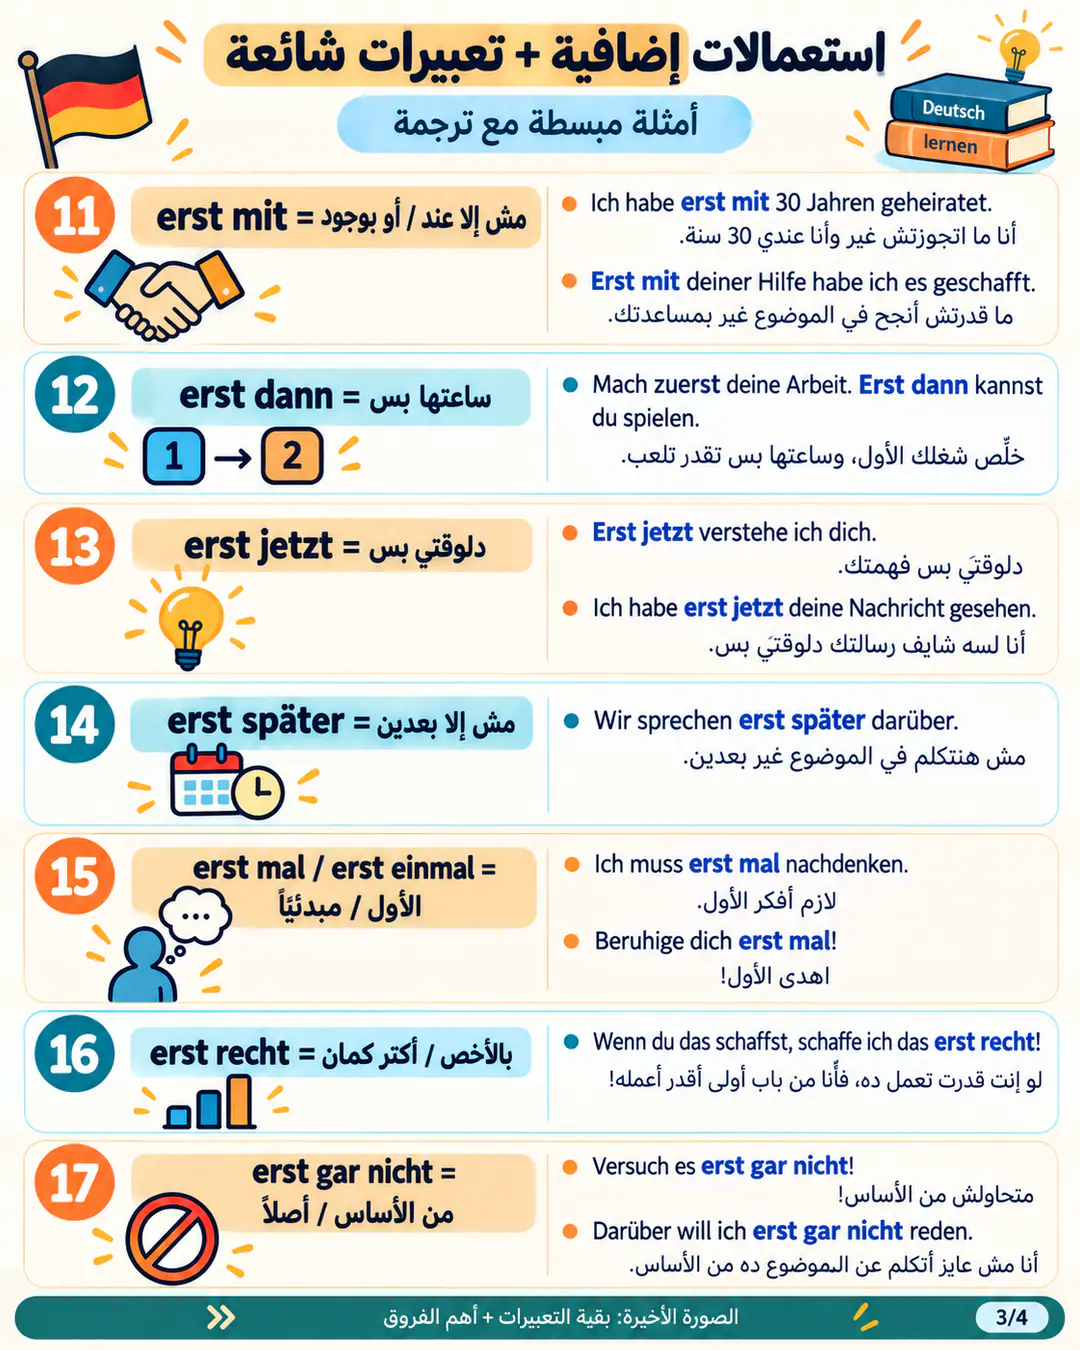 استعمالات إضافية + تعبيرات شائعة
أمثلة مبسطة مع ترجمة
Deutsch
lernen
11
erst mit = مش إلا عند / أو بوجود
Ich habe erst mit 30 Jahren geheiratet.
أنا ما اتجوزتش غير وأنا عندي 30 سنة.
Erst mit deiner Hilfe habe ich es geschafft.
ما قدرتش أنجح في الموضوع غير بمساعدتك.
12
erst dann = ساعتها بس
1 → 2
Mach zuerst deine Arbeit. Erst dann kannst
du spielen.
خلِّص شغلك الأول، وساعتها بس تقدر تلعب.
13
erst jetzt = دلوقتي بس
Erst jetzt verstehe ich dich.
دلوقتيَ بس فهمتك.
Ich habe erst jetzt deine Nachricht gesehen.
أنا لسه شايف رسالتك دلوقتيَ بس.
14
erst später = مش إلا بعدين
Wir sprechen erst später darüber.
مش هنتكلم في الموضوع غير بعدين.
15
erst mal / erst einmal =
الأول / مبدئيًاً
Ich muss erst mal nachdenken.
لازم أفكر الأول.
Beruhige dich erst mal!
اهدى الأول!
16
erst recht = بالأخص / أكتر كمان
Wenn du das schaffst, schaffe ich das erst recht!
لو إنت قدرت تعمل ده، فأنا من باب أولى أقدر أعمله!
17
erst gar nicht =
من الأساس / أصلاً
Versuch es erst gar nicht!
متحاولش من الأساس!
Darüber will ich erst gar nicht reden.
أنا مش عايز أتكلم عن الموضوع ده من الأساس.
الصورة الأخيرة: بقية التعبيرات + أهم الفروق
3/4